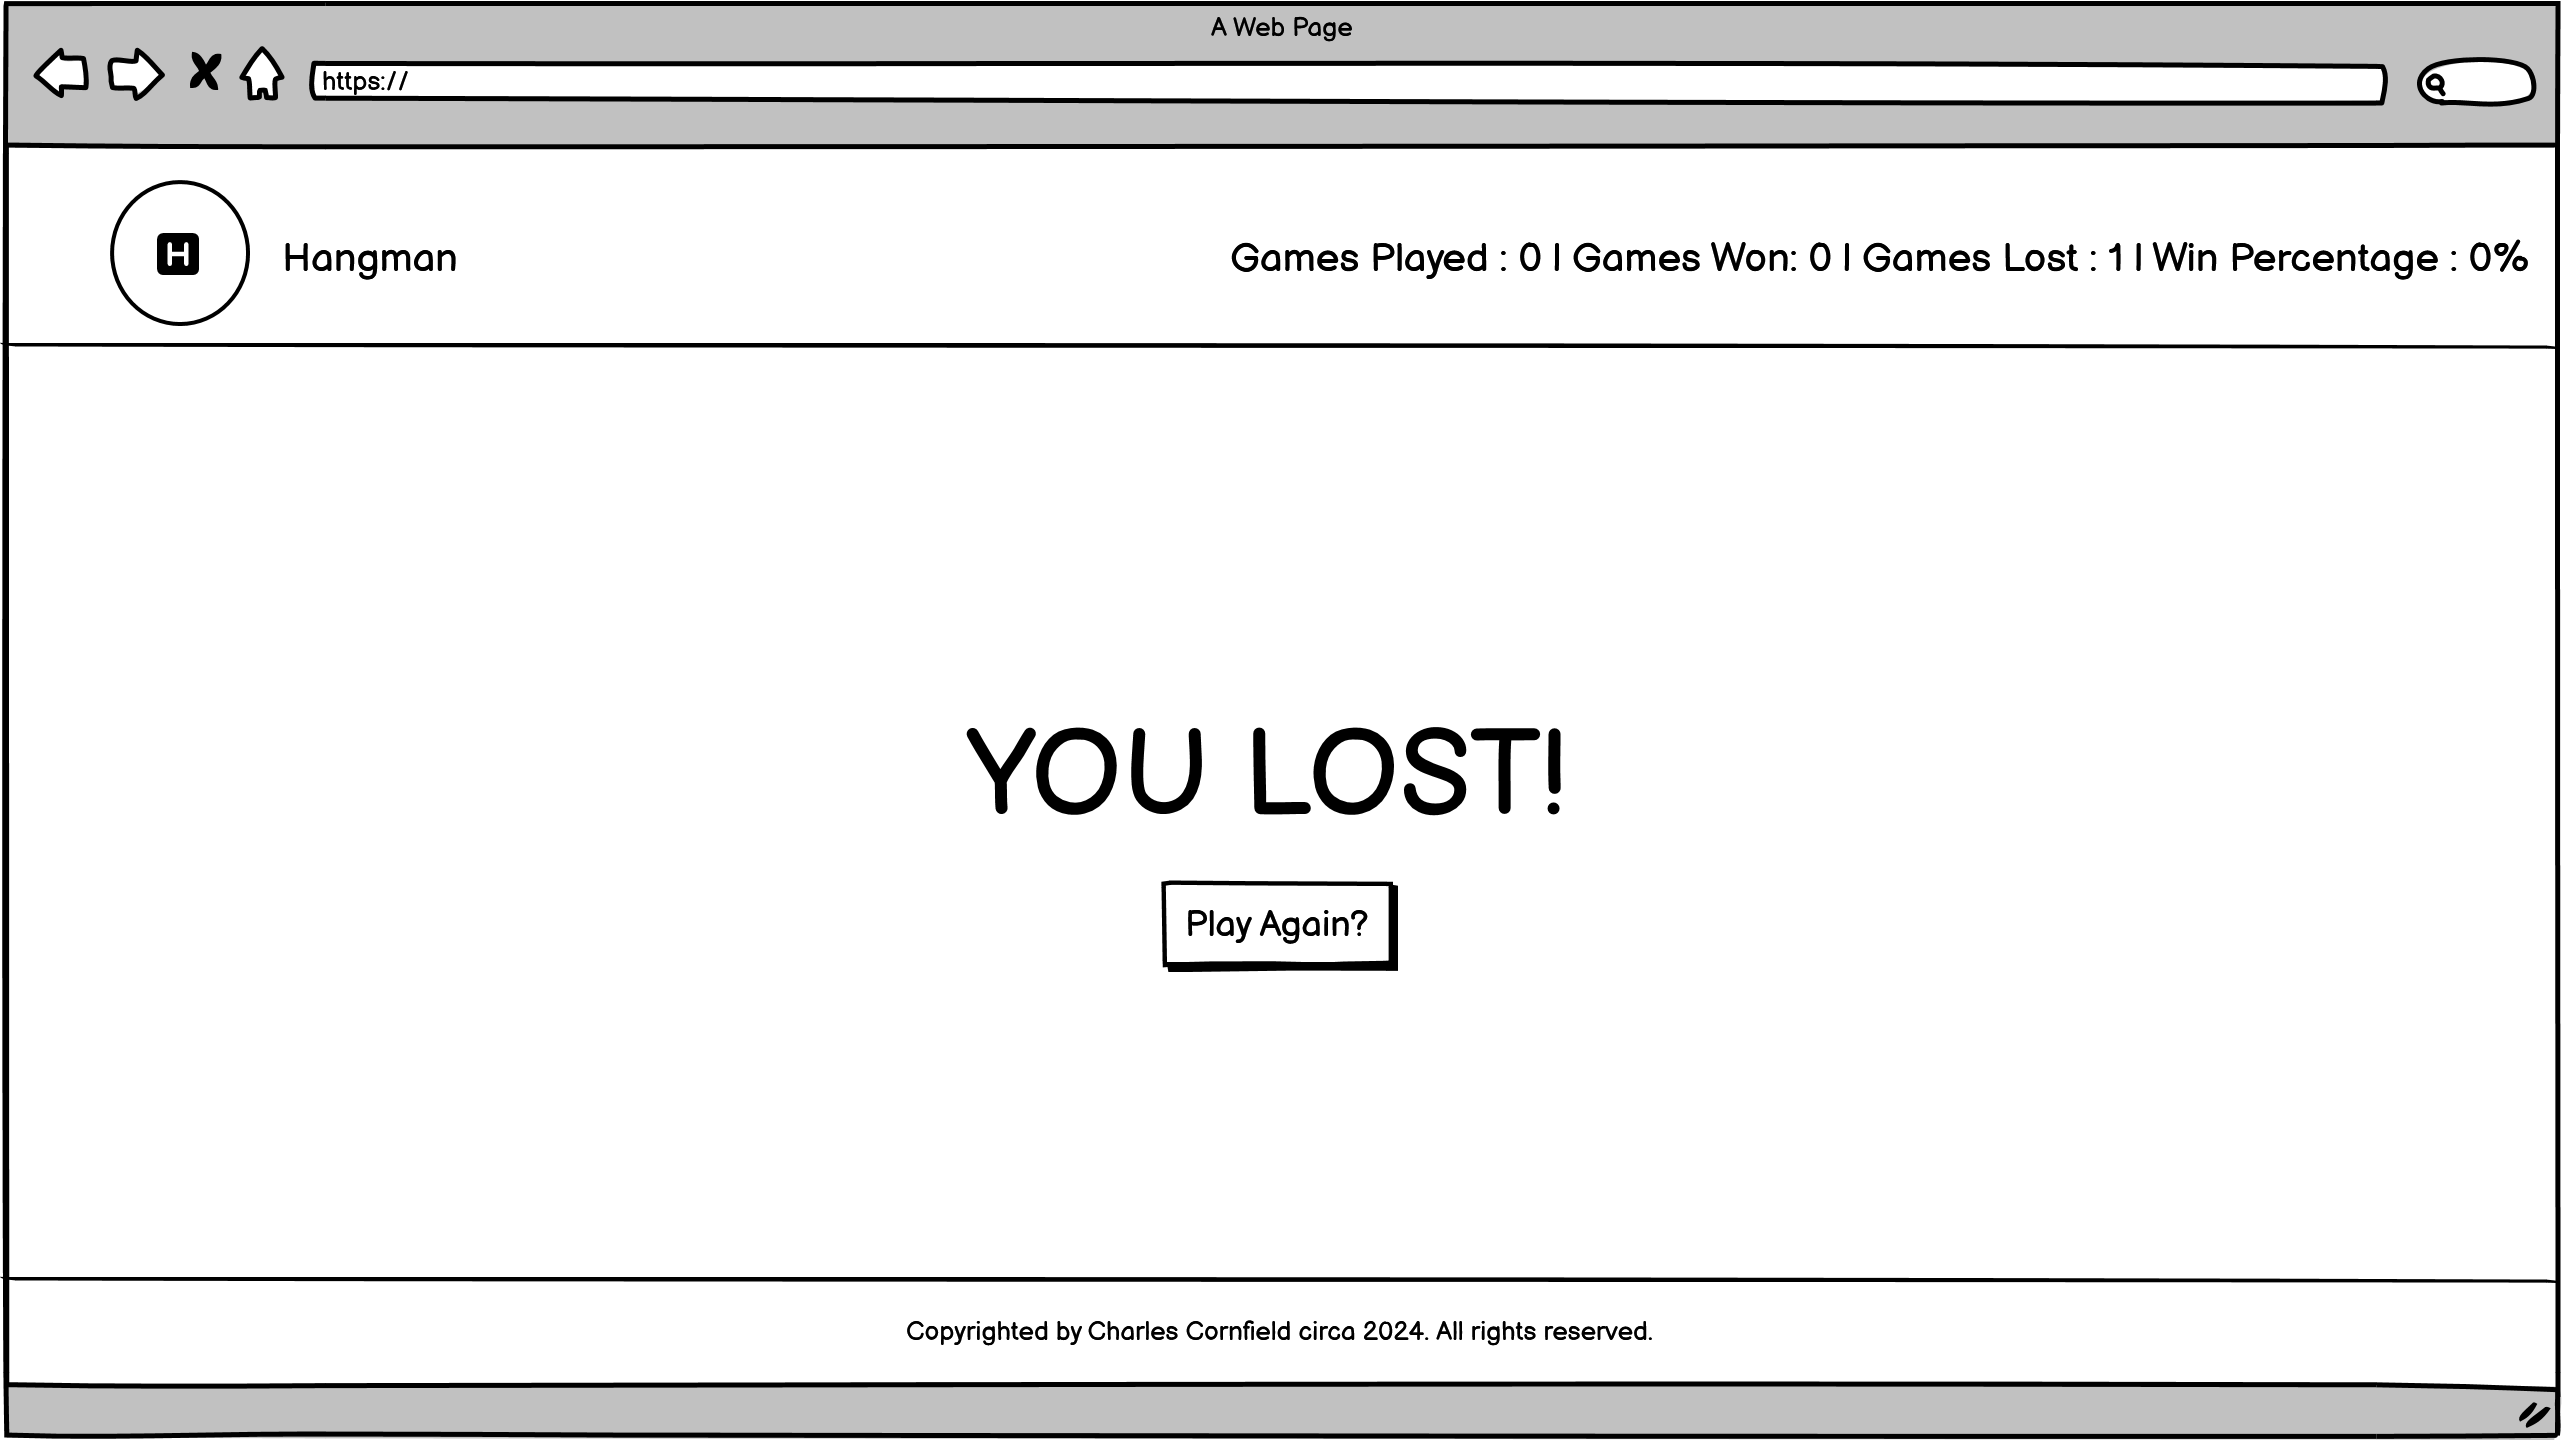 A Web Page
https://
H
Hangman
Games Played : 0 | Games Won: 0 | Games Lost : 1 | Win Percentage : 0%
YOU LOST!
Play Again?
Copyrighted by Charles Cornfield circa 2024. All rights reserved.